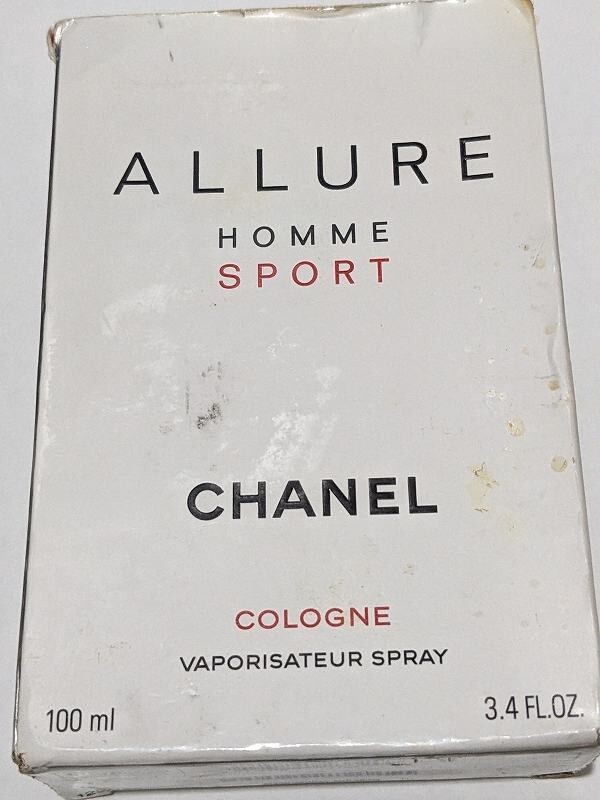 ALLURE
HOMME
SPORT
CHANEL
COLOGNE
VAPORISATEUR SPRAY
100 ml
3.4 FL.OZ.